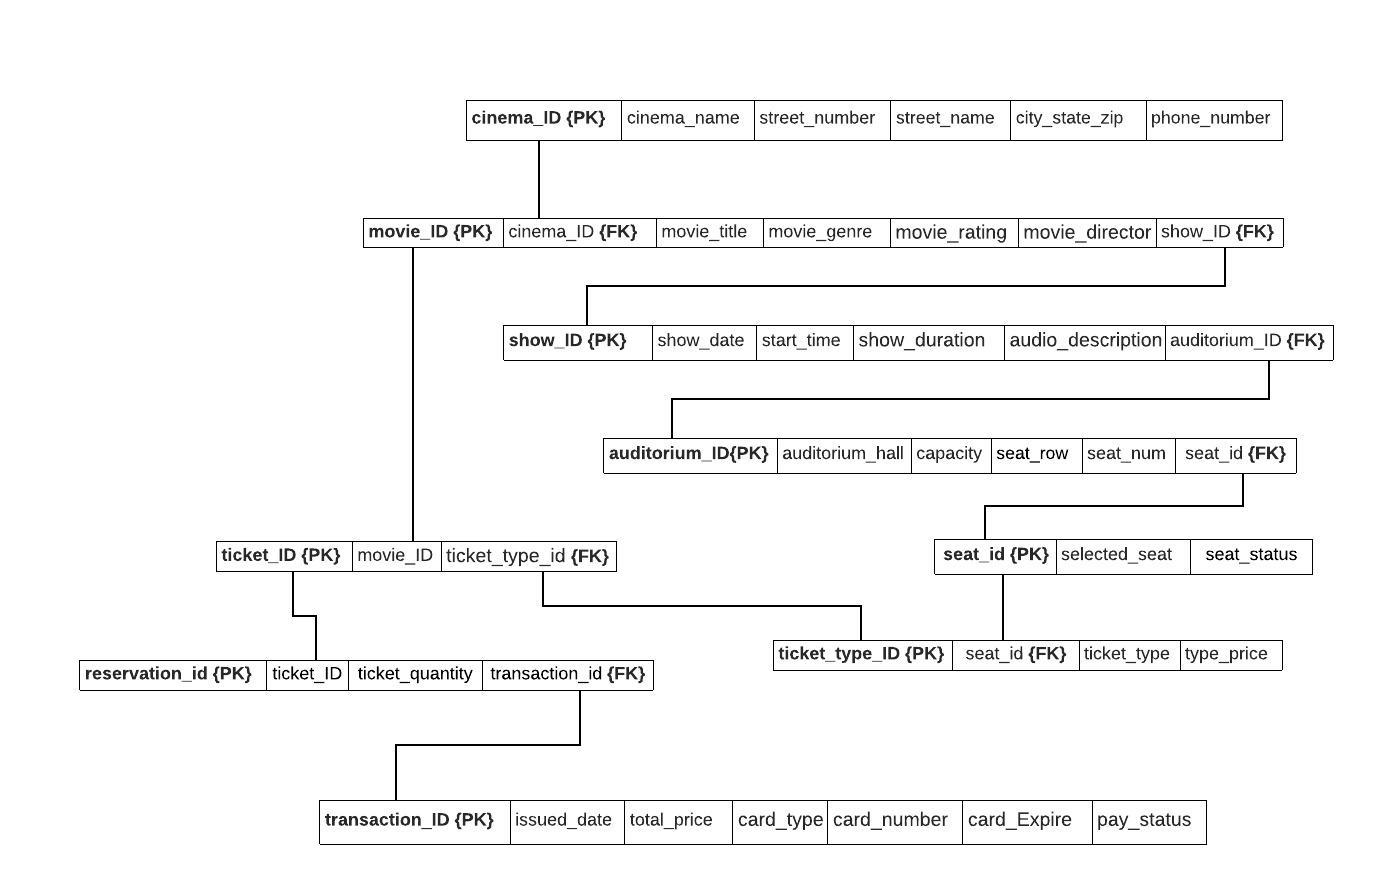 cinema_ID {PK} cinema_name street_number street_name city_state_zip phone_number
movie_ID {PK} cinema_ID {FK} movie_title movie_genre movie_rating movie_director show_ID {FK}
show_ID {PK} show_date start_time show_duration audio_description auditorium_ID {FK}
auditorium_ID{PK} auditorium_hall capacity seat_row seat_num seat_id {FK}
ticket_ID {PK} movie_ID ticket_type_id {FK}
seat_id {PK} selected_seat seat_status
ticket_type_ID {PK} seat_id {FK} ticket_type type_price
reservation_id {PK} ticket_ID ticket_quantity transaction_id {FK}
transaction_ID {PK} issued_date total_price card_type card_number card_Expire pay_status